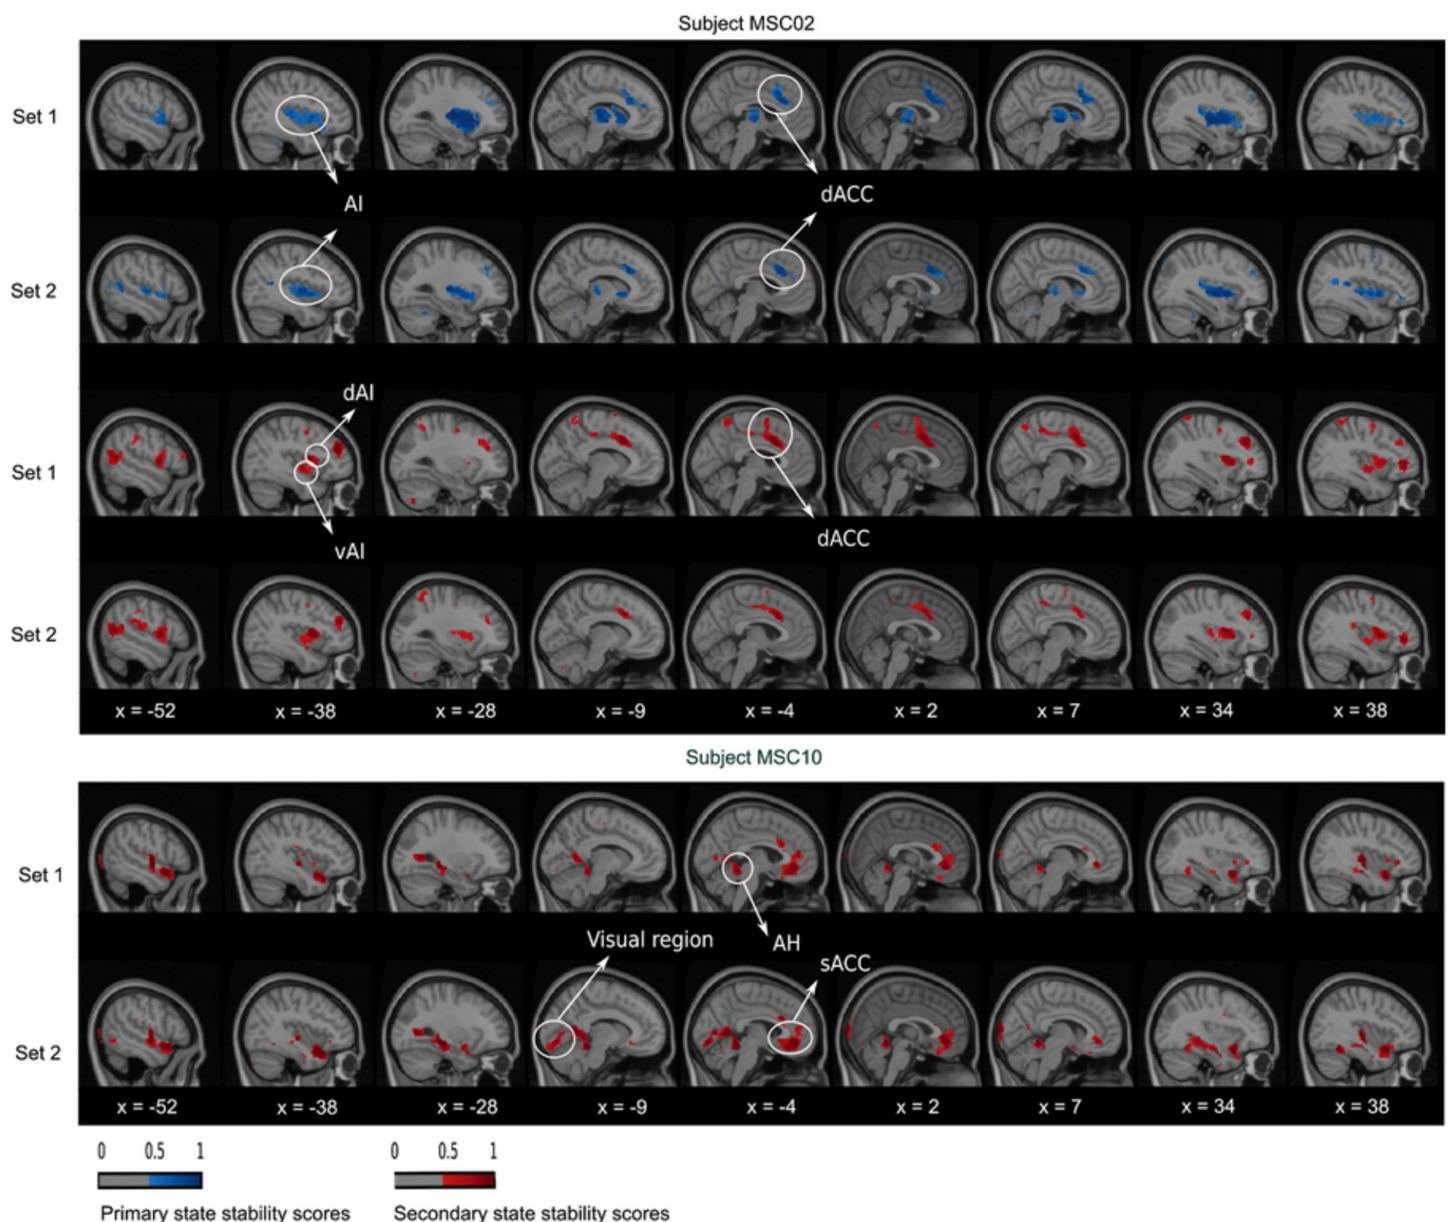 Subject MSC02
Set 1
AI
dACC
Set 2
dAI
Set 1
vAI
dACC
Set 2
x = -52 x = -38 x = -28 x = -9 x = -4 x = 2 x = 7 x = 34 x = 38
Subject MSC10
Set 1
Visual region
AH
sACC
Set 2
x = -52 x = -38 x = -28 x = -9 x = -4 x = 2 x = 7 x = 34 x = 38
0 0.5 1 0 0.5 1
Primary state stability scores Secondary state stability scores